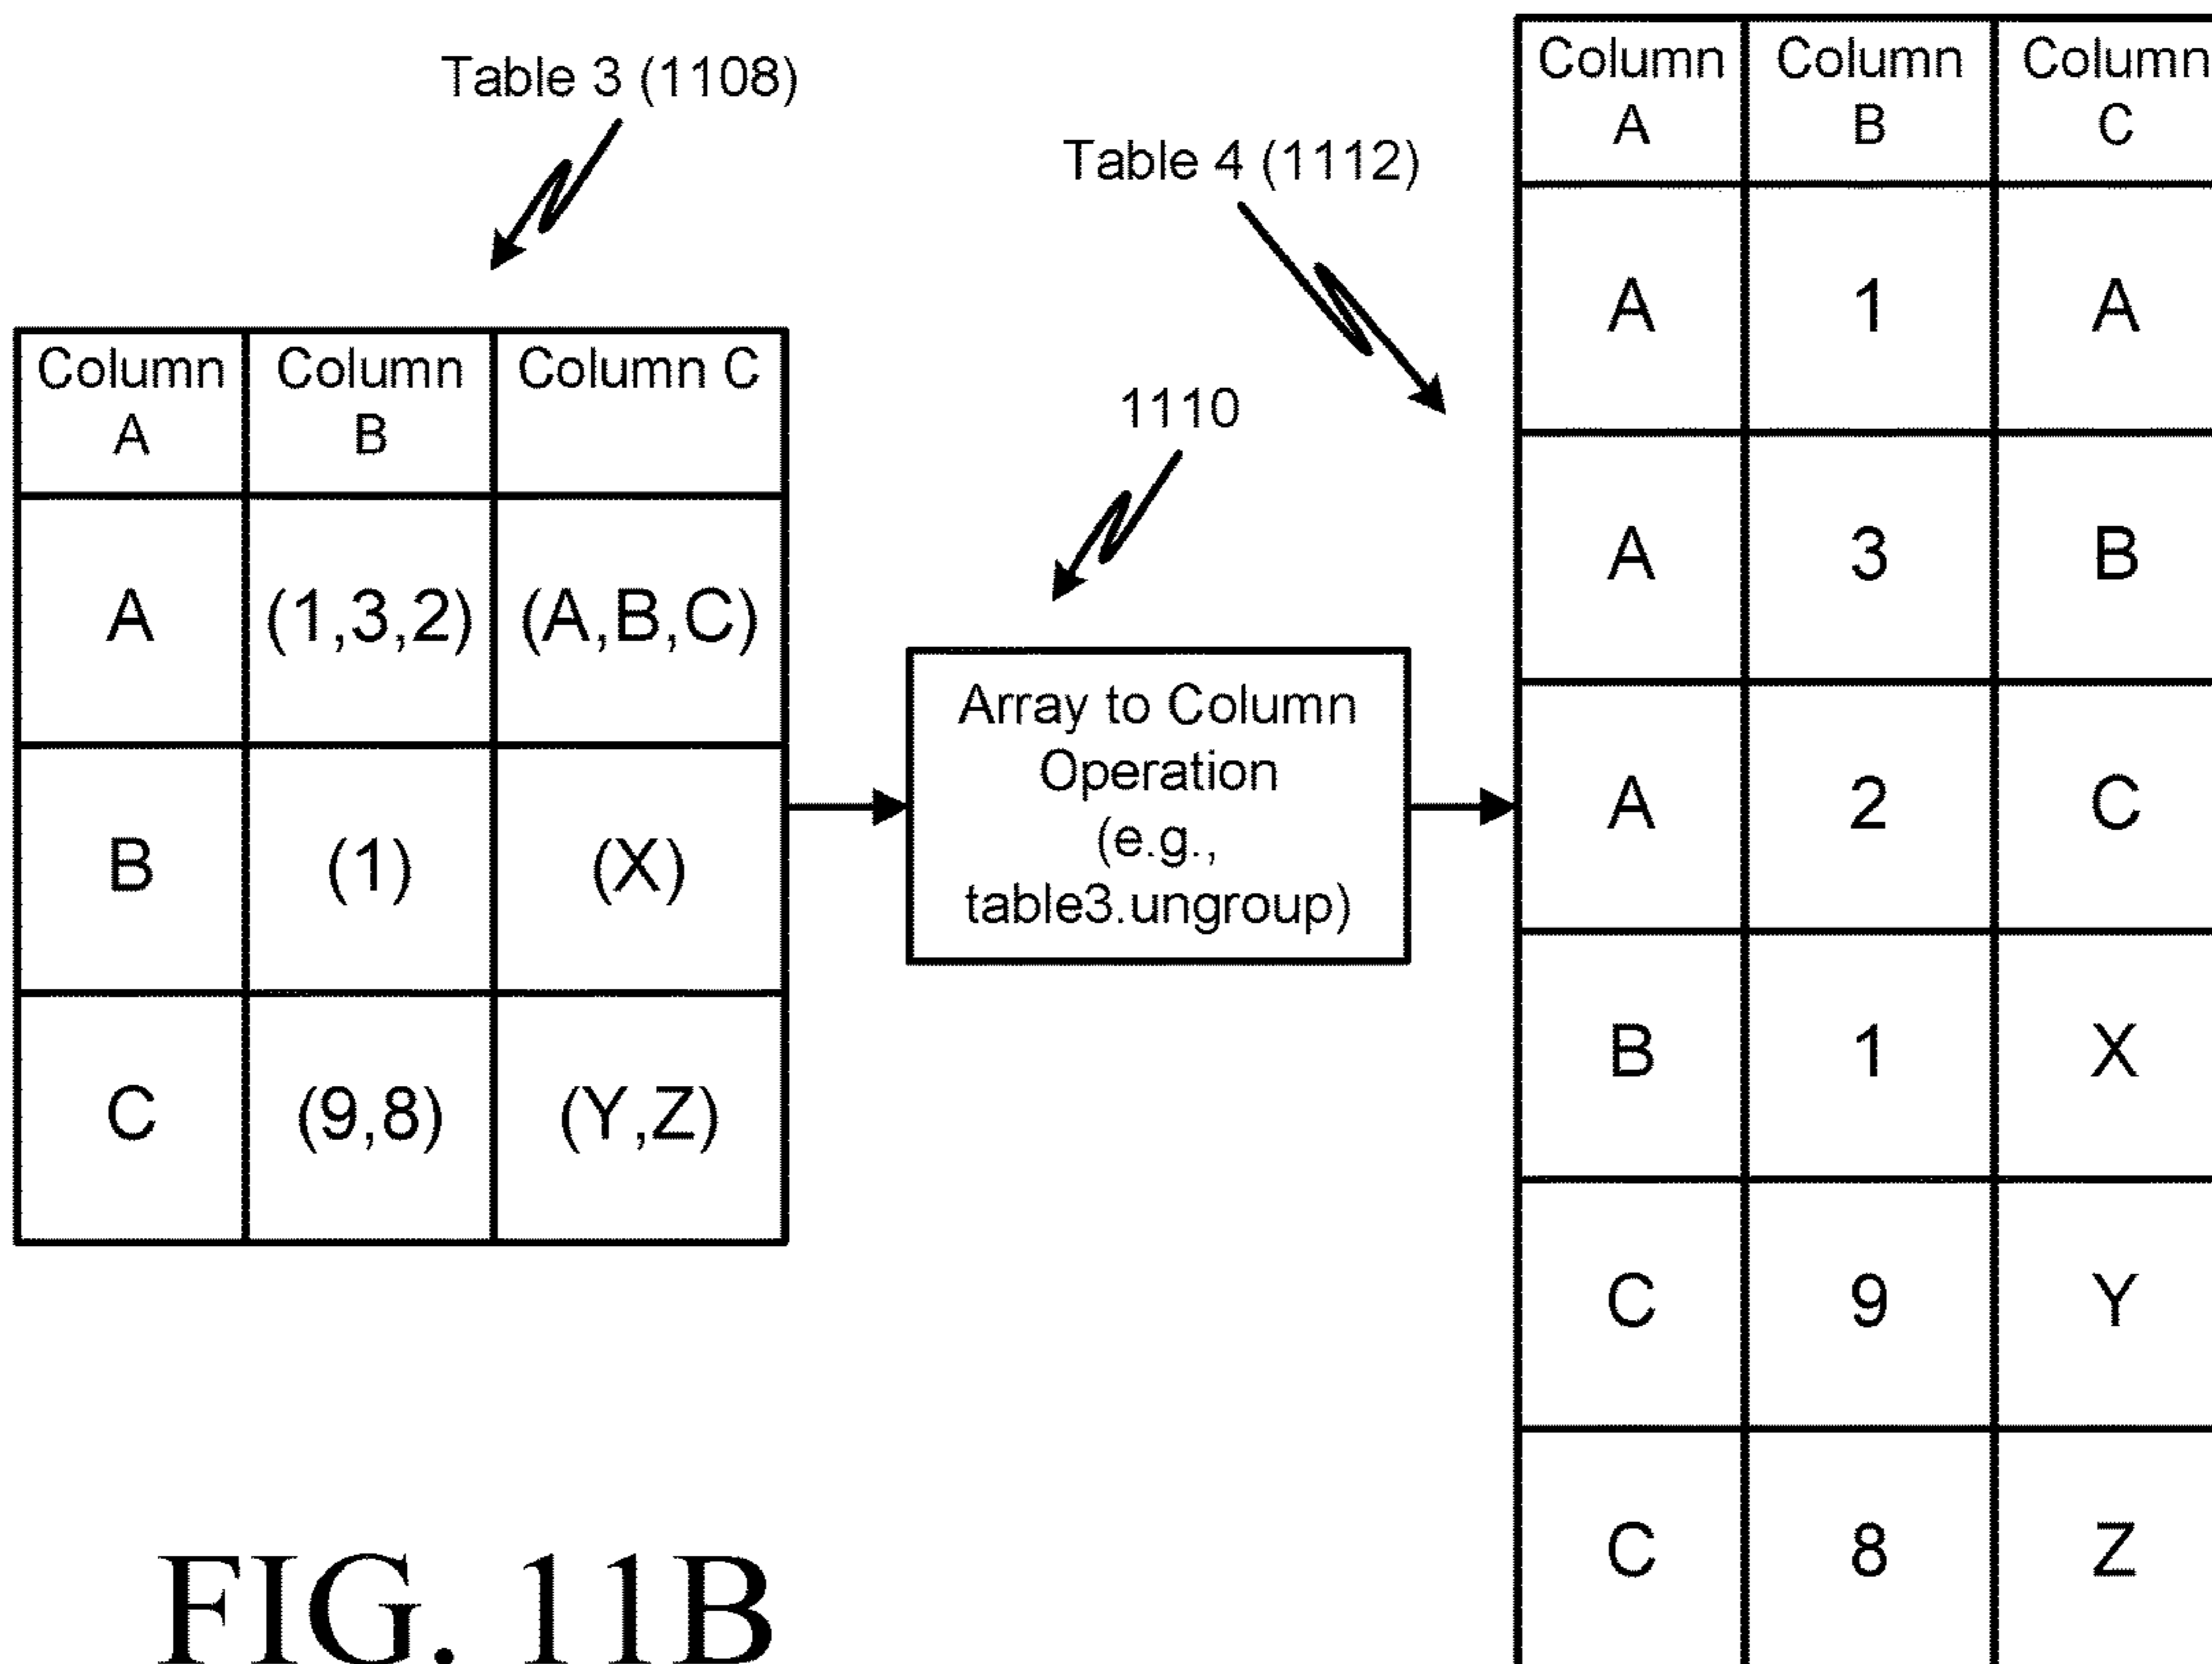 Table 3 (1108)
Column A Column B Column C
A (1,3,2) (A,B,C)
B (1) (X)
C (9,8) (Y,Z)
1110
Array to Column
Operation
(e.g.,
table3.ungroup)
Table 4 (1112)
Column A Column B Column C
A 1 A
A 3 B
A 2 C
B 1 X
C 9 Y
C 8 Z
FIG. 11B